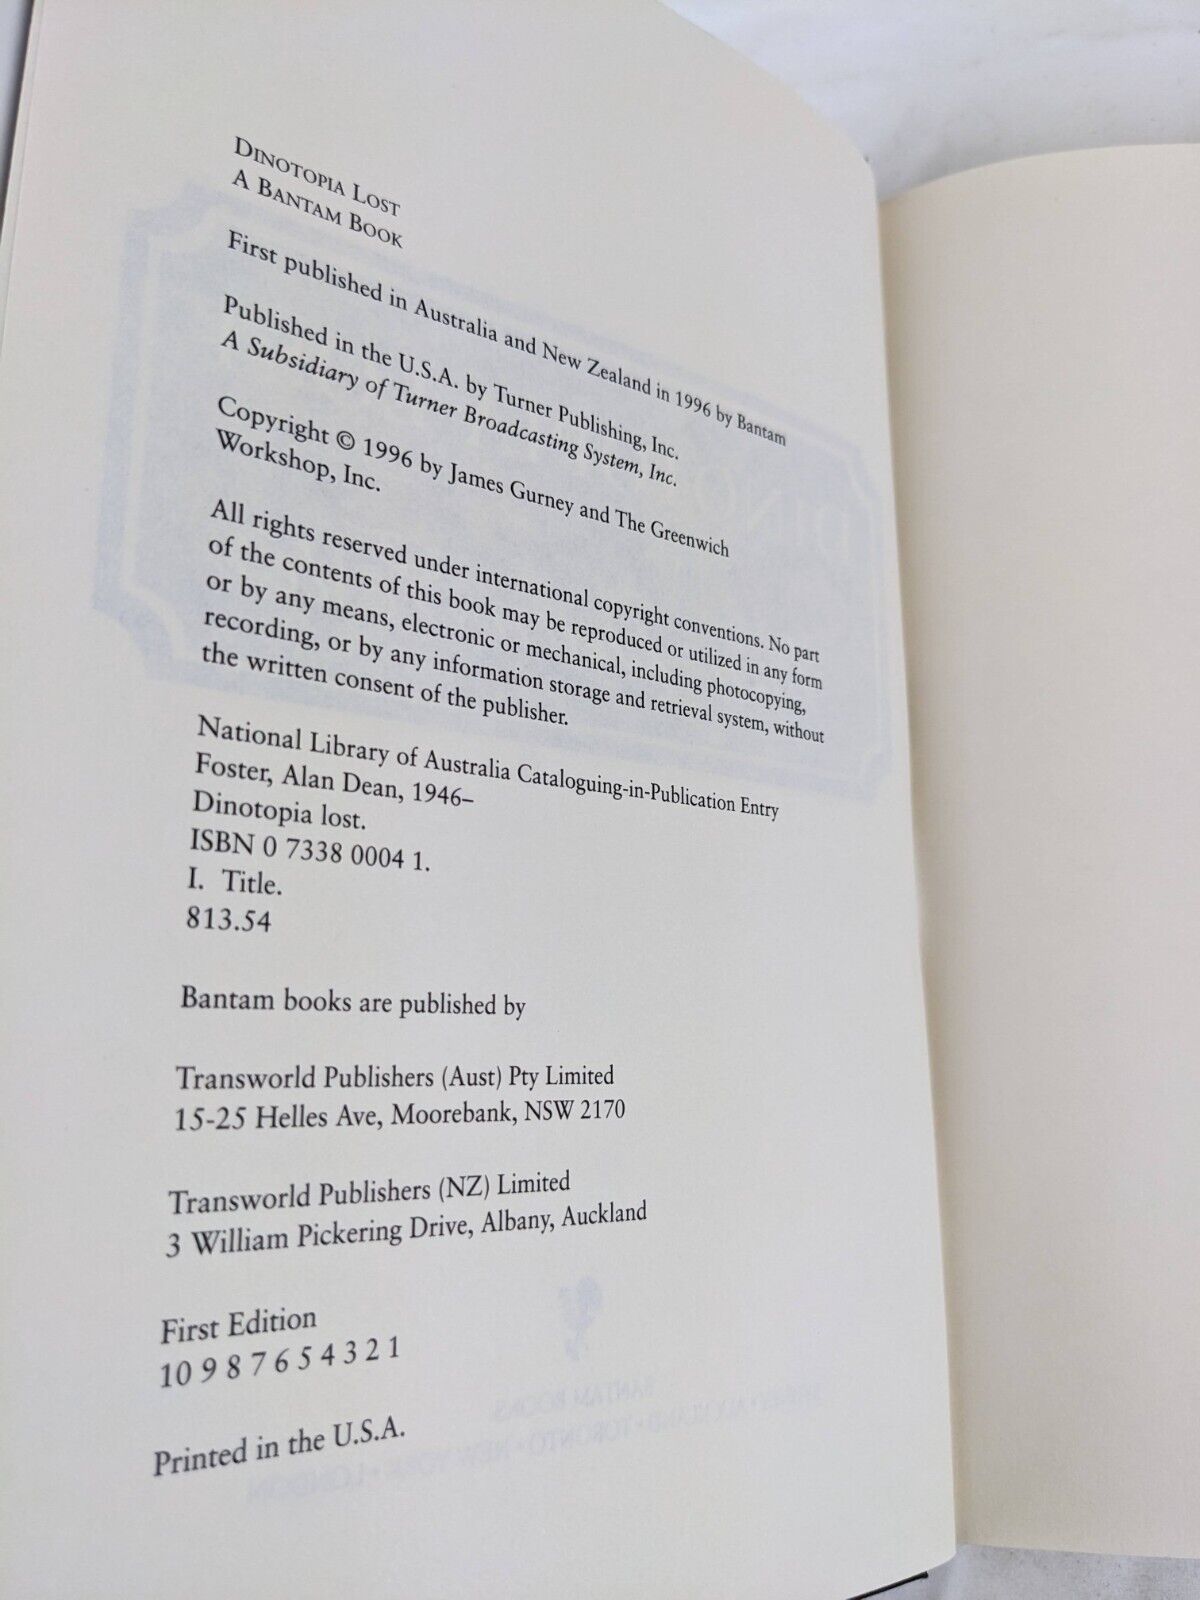 DINOTOPIA LOST
A BANTAM BOOK
First published in Australia and New Zealand in 1996 by Bantam
Published in the U.S.A. by Turner Publishing, Inc.
A Subsidiary of Turner Broadcasting System, Inc.
Copyright © 1996 by James Gurney and The Greenwich
Workshop, Inc.
All rights reserved under international copyright conventions. No part
of the contents of this book may be reproduced or utilized in any form
or by any means, electronic or mechanical, including photocopying,
recording, or by any information storage and retrieval system, without
the written consent of the publisher.
National Library of Australia Cataloguing-in-Publication Entry
Foster, Alan Dean, 1946–
Dinotopia lost.
ISBN 0 7338 0004 1.
I. Title.
813.54
Bantam books are published by
Transworld Publishers (Aust) Pty Limited
15-25 Helles Ave, Moorebank, NSW 2170
Transworld Publishers (NZ) Limited
3 William Pickering Drive, Albany, Auckland
First Edition
10 9 8 7 6 5 4 3 2 1
Printed in the U.S.A.
BANTAM BOOKS
TORONTO • NEW YORK • LONDON